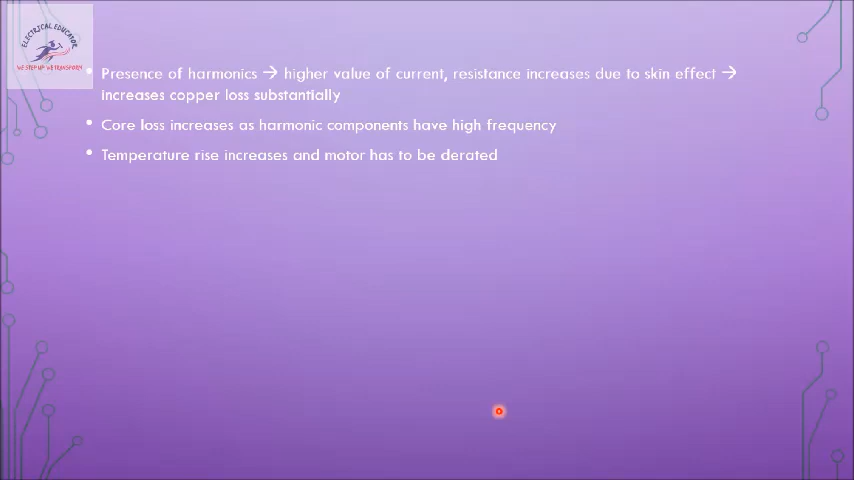 ELECTRICAL EDUCATOR
WE STEP UP WE TRANSFORM
• Presence of harmonics → higher value of current, resistance increases due to skin effect →
increases copper loss substantially
• Core loss increases as harmonic components have high frequency
• Temperature rise increases and motor has to be derated